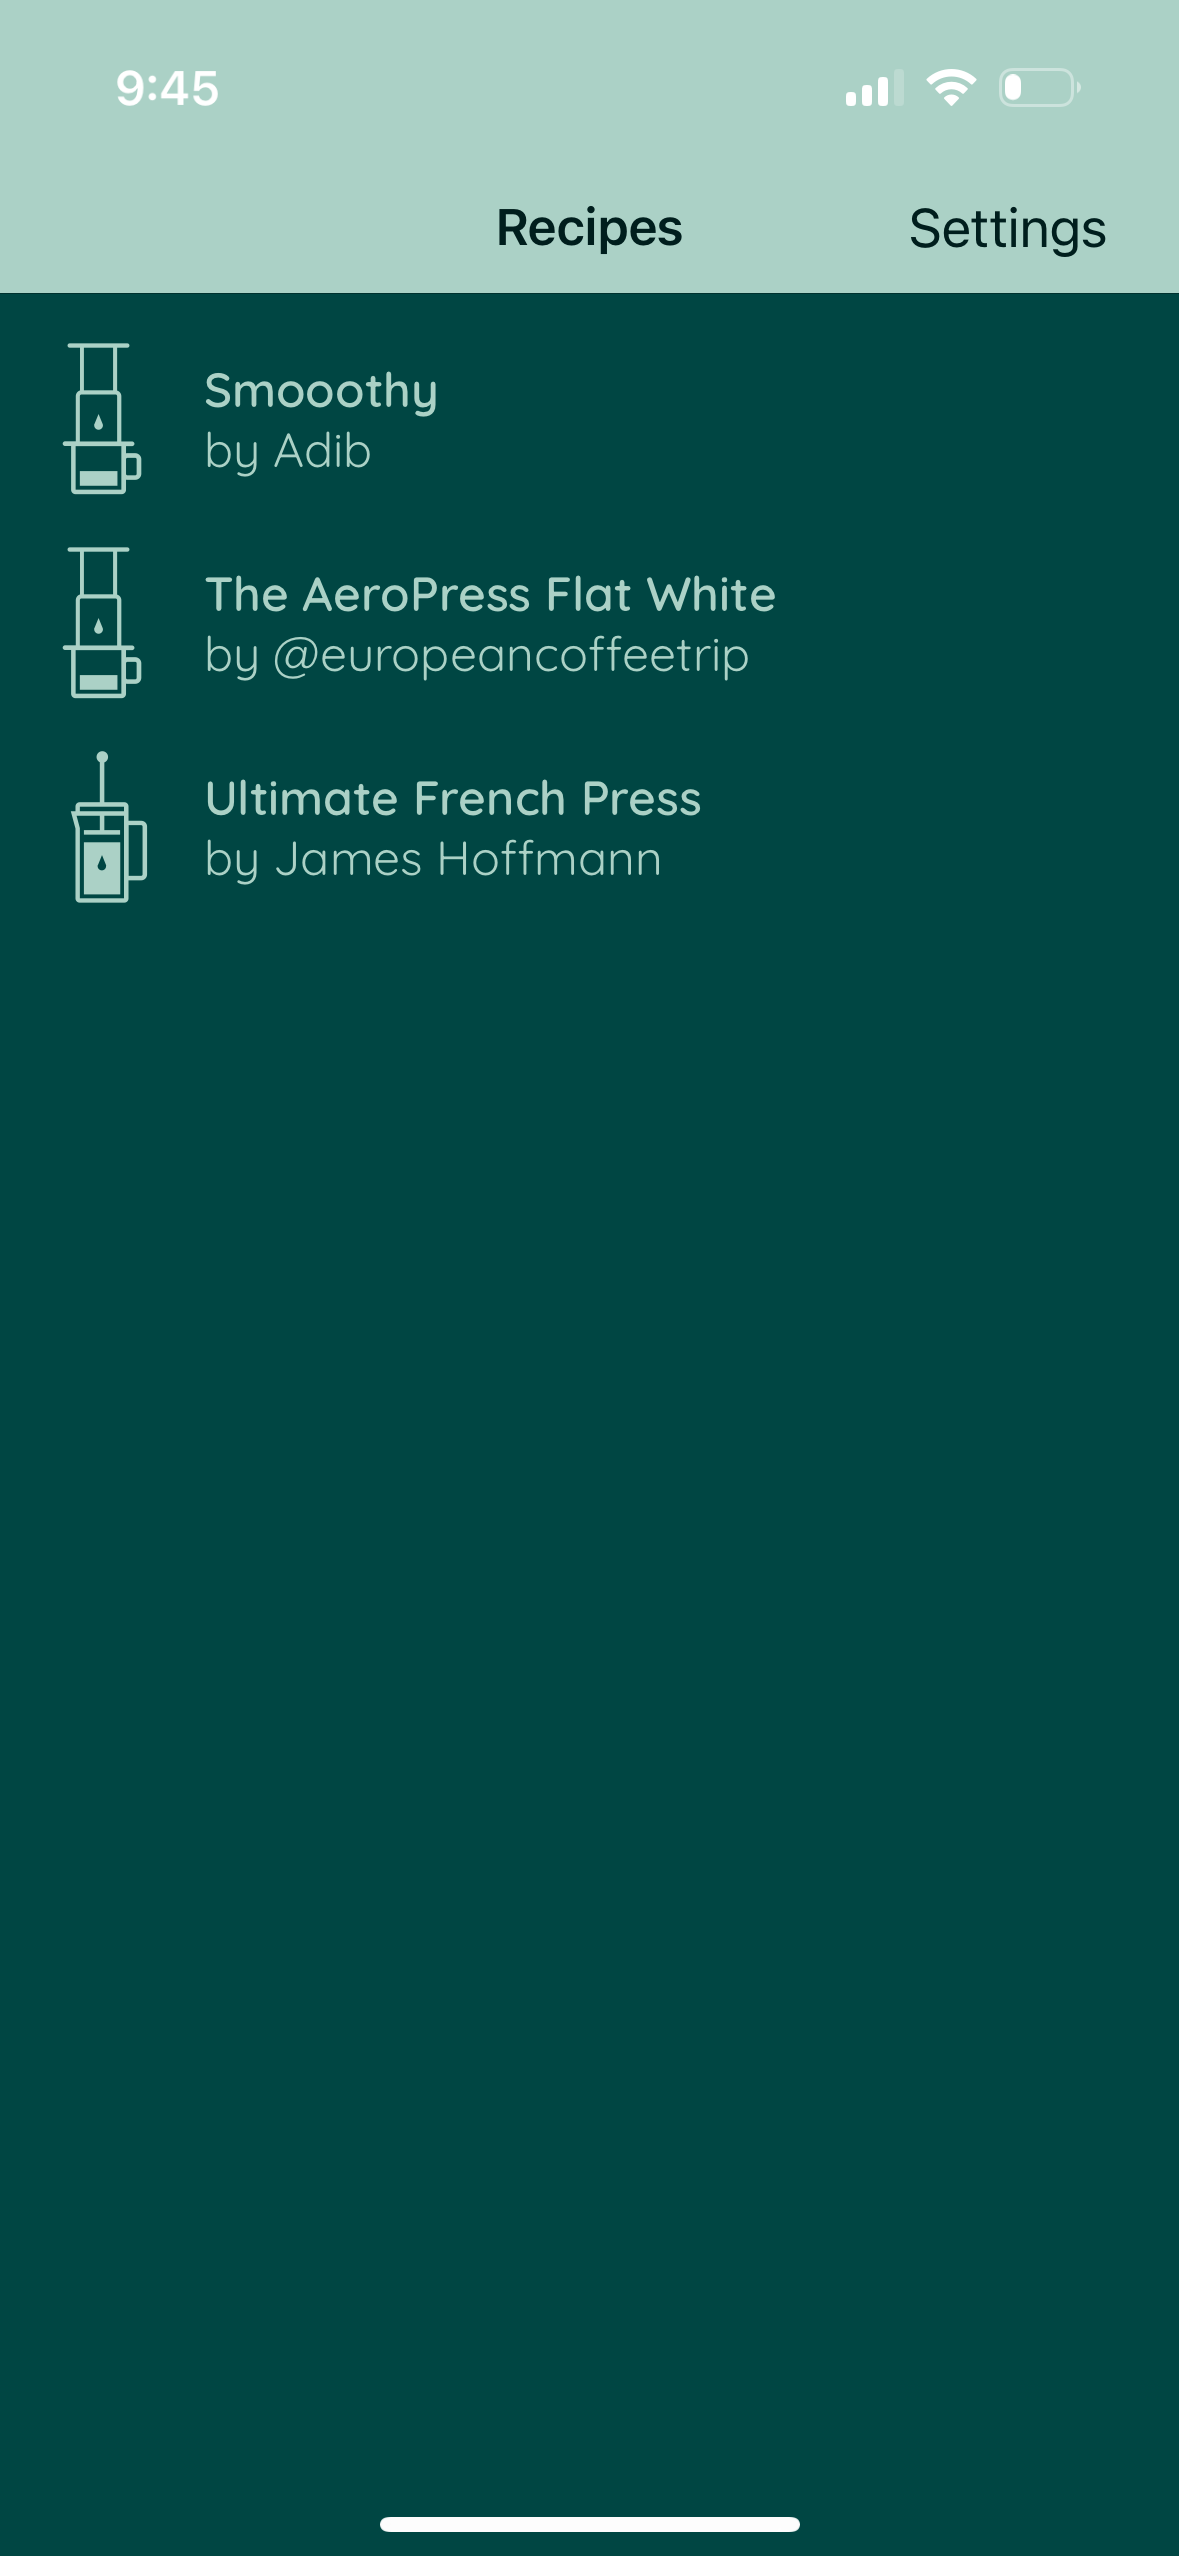 9:45
Recipes
Settings
Smooothy
by Adib
The AeroPress Flat White
by @europeancoffeetrip
Ultimate French Press
by James Hoffmann